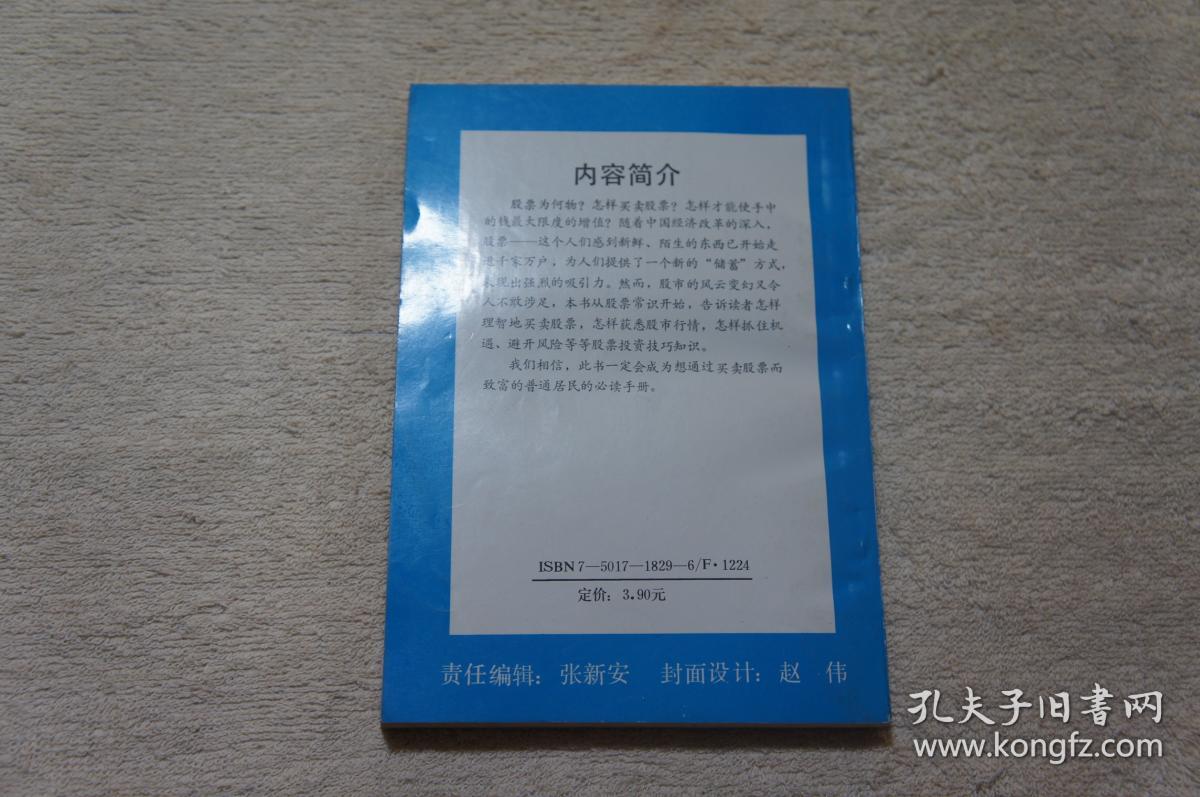 内容简介
股票为何物？怎样买卖股票？怎样才能使手中
的钱最大限度的增值？随着中国经济改革的深入，
股票——这个人们感到新鲜、陌生的东西已开始走
进千家万户，为人们提供了一个新的“储蓄”方式，
表现出强烈的吸引力。然而，股市的风云变幻又令
人不敢涉足，本书从股票常识开始，告诉读者怎样
理智地买卖股票，怎样获悉股市行情，怎样抓住机
遇、避开风险等等股票投资技巧知识。
我们相信，此书一定会成为想通过买卖股票而
致富的普通居民的必读手册。
ISBN 7—5017—1829—6/F·1224
定价：3.90元
责任编辑：张新安 封面设计：赵 伟
孔夫子旧书网
www.kongfz.com